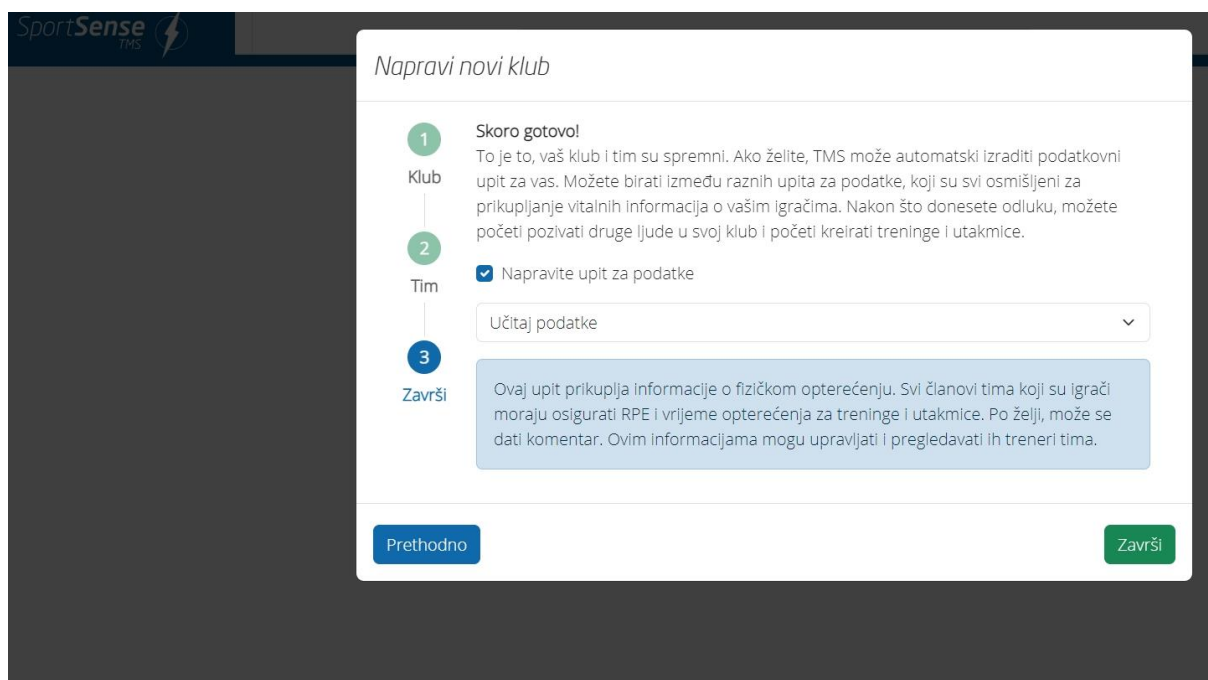 SportSense
TMS
Napravi novi klub
1
Klub
2
Tim
3
Završi
Skoro gotovo!
To je to, vaš klub i tim su spremni. Ako želite, TMS može automatski izraditi podatkovni
upit za vas. Možete birati između raznih upita za podatke, koji su svi osmišljeni za
prikupljanje vitalnih informacija o vašim igračima. Nakon što donesete odluku, možete
početi pozivati druge ljude u svoj klub i početi kreirati treninge i utakmice.
Napravite upit za podatke
Učitaj podatke
Ovaj upit prikuplja informacije o fizičkom opterećenju. Svi članovi tima koji su igrači
moraju osigurati RPE i vrijeme opterećenja za treninge i utakmice. Po želji, može se
dati komentar. Ovim informacijama mogu upravljati i pregledavati ih treneri tima.
Prethodno
Završi